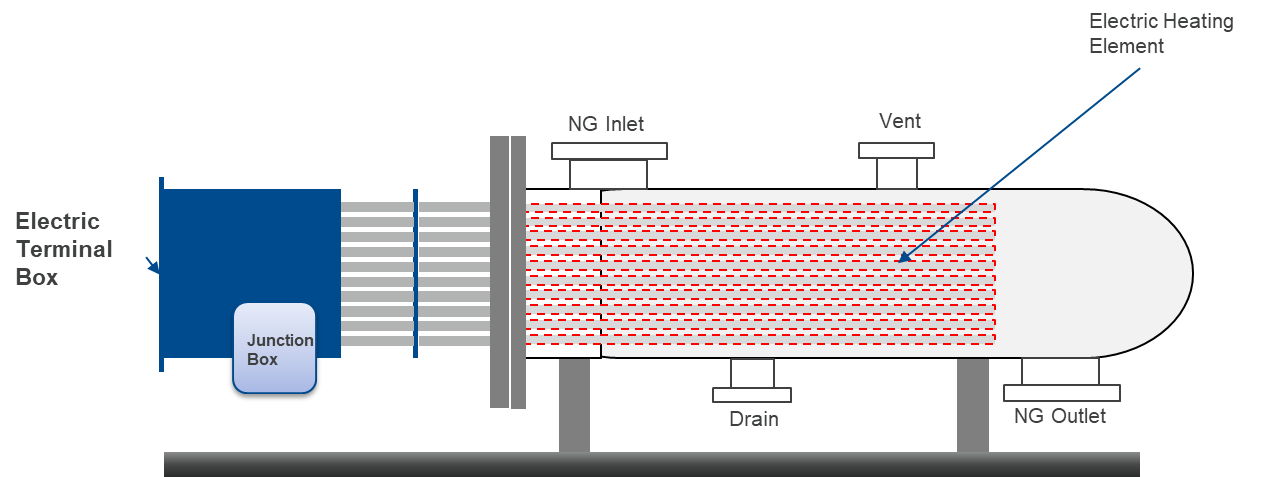 Electric Heating
Element
NG Inlet
Vent
Electric
Terminal
Box
Junction
Box
Drain
NG Outlet